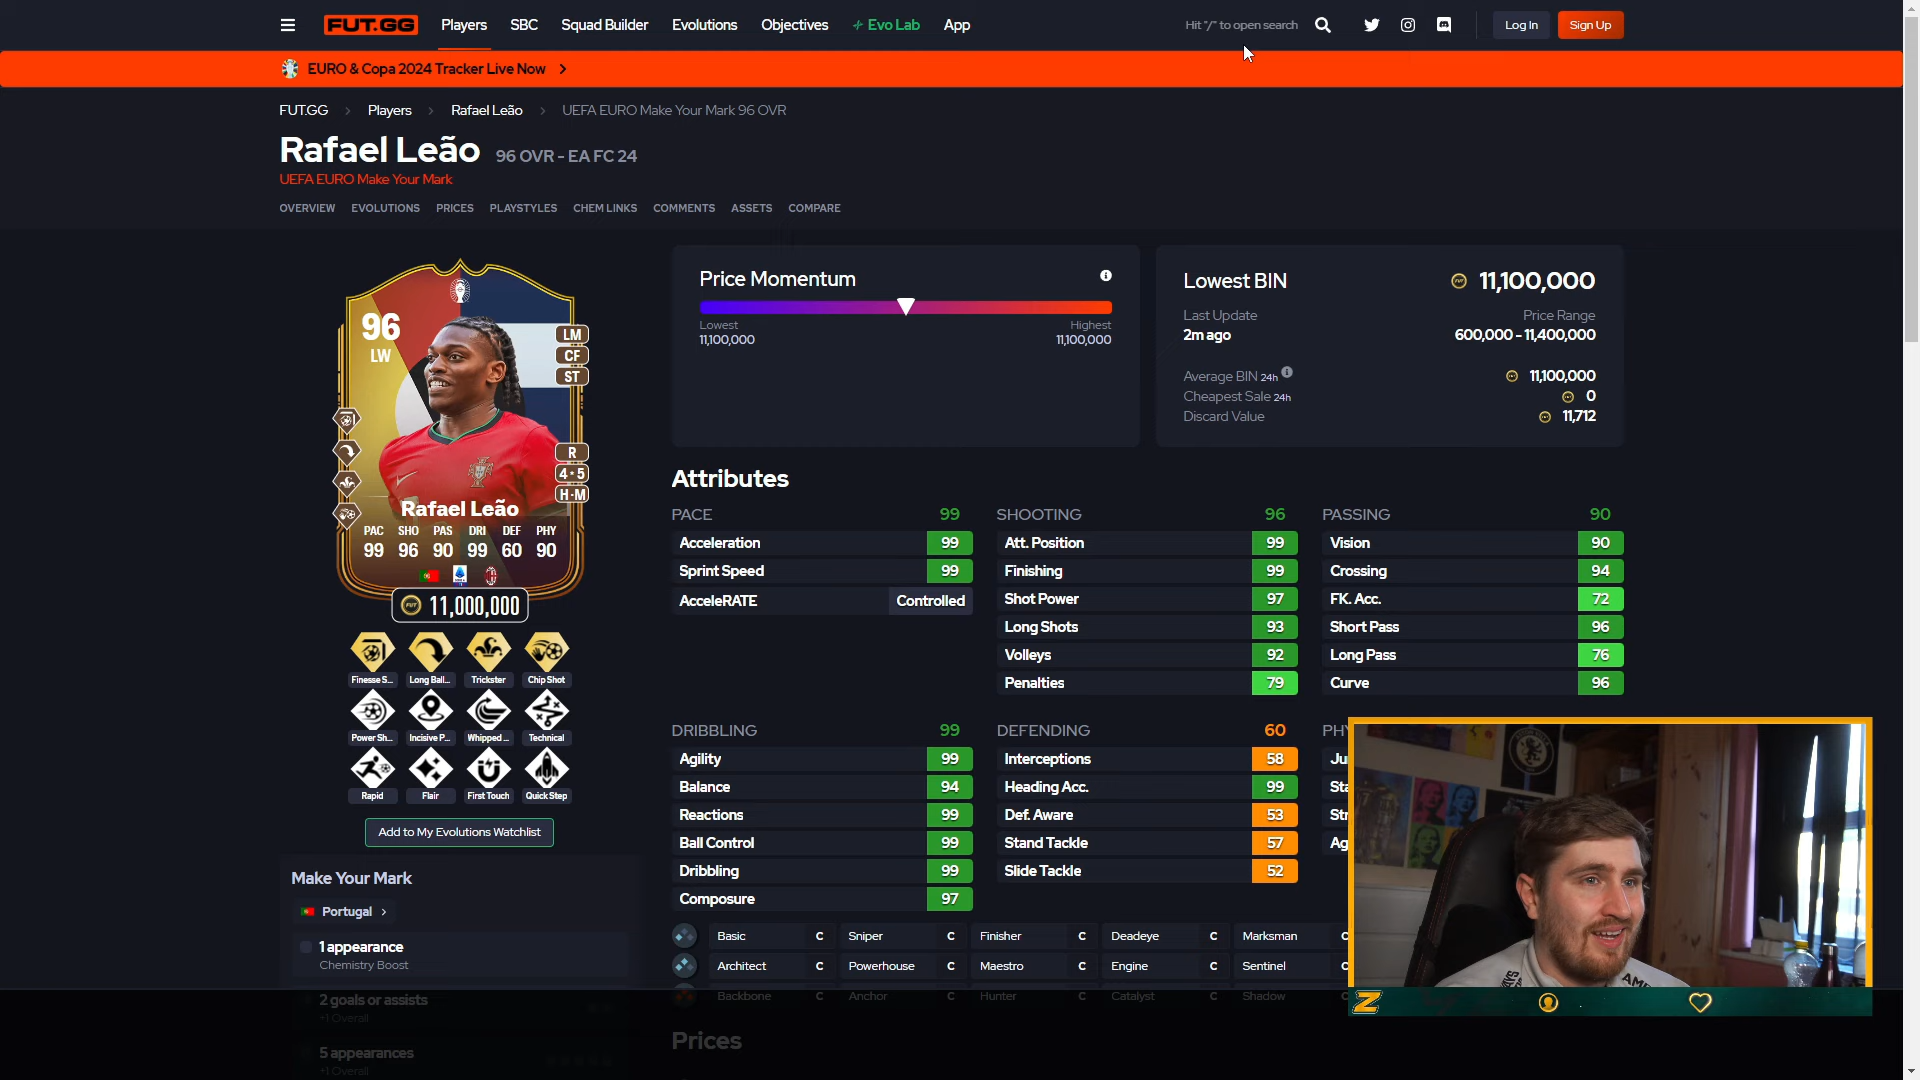 FUT.GG Players SBC Squad Builder Evolutions Objectives Evo Lab App Hit "/" to open search Log In Sign Up
EURO & Copa 2024 Tracker Live Now
FUT.GG Players Rafael Leão UEFA EURO Make Your Mark 96 OVR
Rafael Leão 96 OVR - EA FC 24
UEFA EURO Make Your Mark
OVERVIEW EVOLUTIONS PRICES PLAYSTYLES CHEM LINKS COMMENTS ASSETS COMPARE
96
LW
LM
CF
ST
R
4 • 5
H • M
Rafael Leão
PAC SHO PAS DRI DEF PHY
99 96 90 99 60 90
11,000,000
Finesse S... Long Ball... Trickster Chip Shot
Power Sh... Incisive P... Whipped ... Technical
Rapid Flair First Touch Quick Step
Add to My Evolutions Watchlist
Make Your Mark
Portugal
1 appearance
Chemistry Boost
2 goals or assists
+1 Overall
5 appearances
+1 Overall
Price Momentum
Lowest Highest
11,100,000 11,100,000
Lowest BIN 11,100,000
Last Update Price Range
2m ago 600,000 - 11,400,000
Average BIN 24h 11,100,000
Cheapest Sale 24h 0
Discard Value 11,712
Attributes
PACE 99
Acceleration 99
Sprint Speed 99
AcceleRATE Controlled
SHOOTING 96
Att. Position 99
Finishing 99
Shot Power 97
Long Shots 93
Volleys 92
Penalties 79
PASSING 90
Vision 90
Crossing 94
FK. Acc. 72
Short Pass 96
Long Pass 76
Curve 96
DRIBBLING 99
Agility 99
Balance 94
Reactions 99
Ball Control 99
Dribbling 99
Composure 97
DEFENDING 60
Interceptions 58
Heading Acc. 99
Def. Aware 53
Stand Tackle 57
Slide Tackle 52
PHY
Ju
Sta
Str
Ag
Basic C Sniper C Finisher C Deadeye C Marksman C
Architect C Powerhouse C Maestro C Engine C Sentinel C
Backbone C Anchor C Hunter C Catalyst C Shadow C
Prices
Z